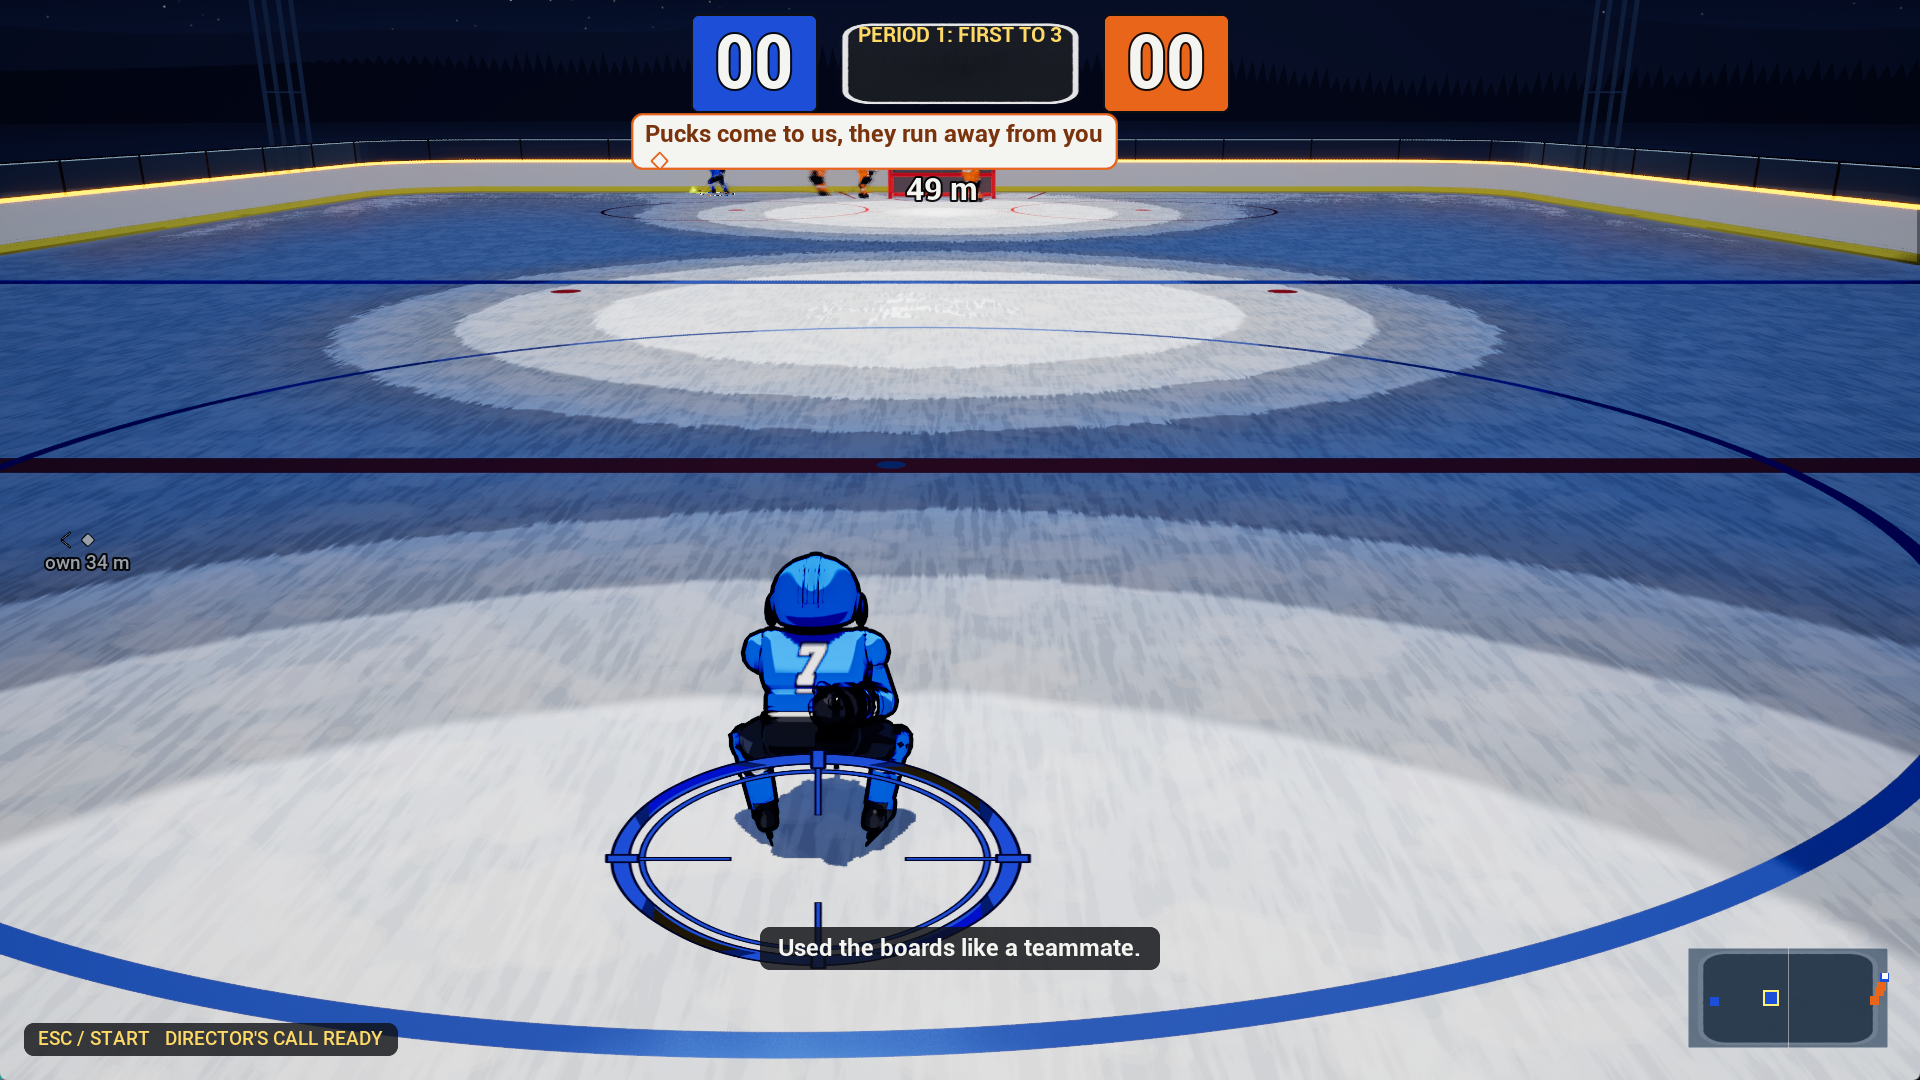 00
PERIOD 1: FIRST TO 3
00
Pucks come to us, they run away from you
49 m
own 34 m
7
Used the boards like a teammate.
ESC / START DIRECTOR'S CALL READY